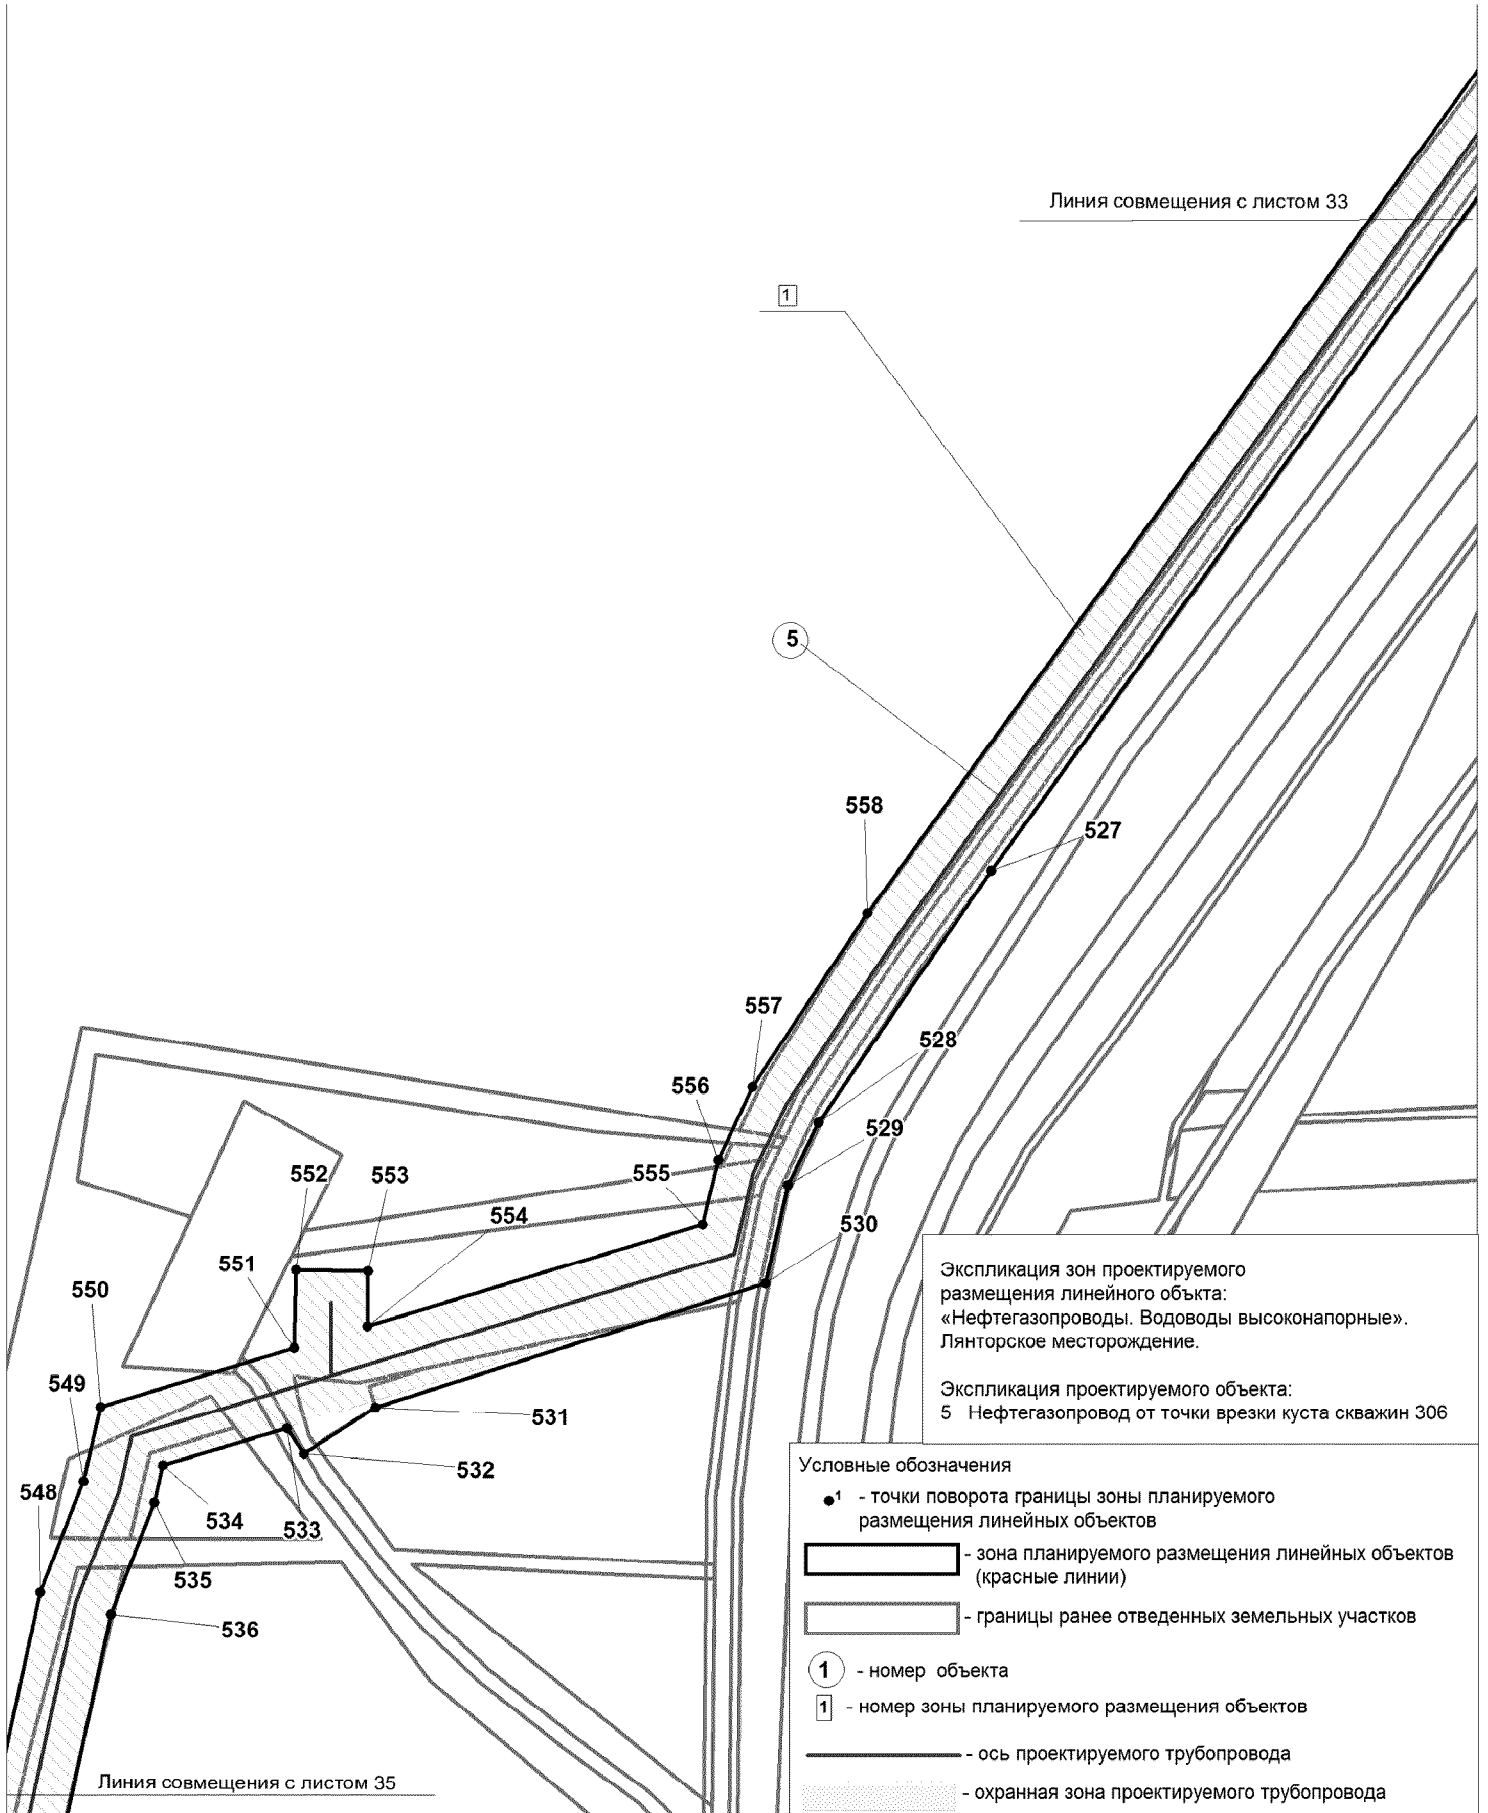 Линия совмещения с листом 33
1
5
558
527
557
528
556
529
552
553
555
554
530
551
550
549
531
532
548
534
533
535
536
Экспликация зон проектируемого
размещения линейного объкта:
«Нефтегазопроводы. Водоводы высоконапорные».
Лянторское месторождение.
Экспликация проектируемого объекта:
5 Нефтегазопровод от точки врезки куста скважин 306
Условные обозначения
1 - точки поворота границы зоны планируемого
размещения линейных объектов
- зона планируемого размещения линейных объектов
(красные линии)
- границы ранее отведенных земельных участков
1 - номер объекта
1 - номер зоны планируемого размещения объектов
- ось проектируемого трубопровода
- охранная зона проектируемого трубопровода
Линия совмещения с листом 35